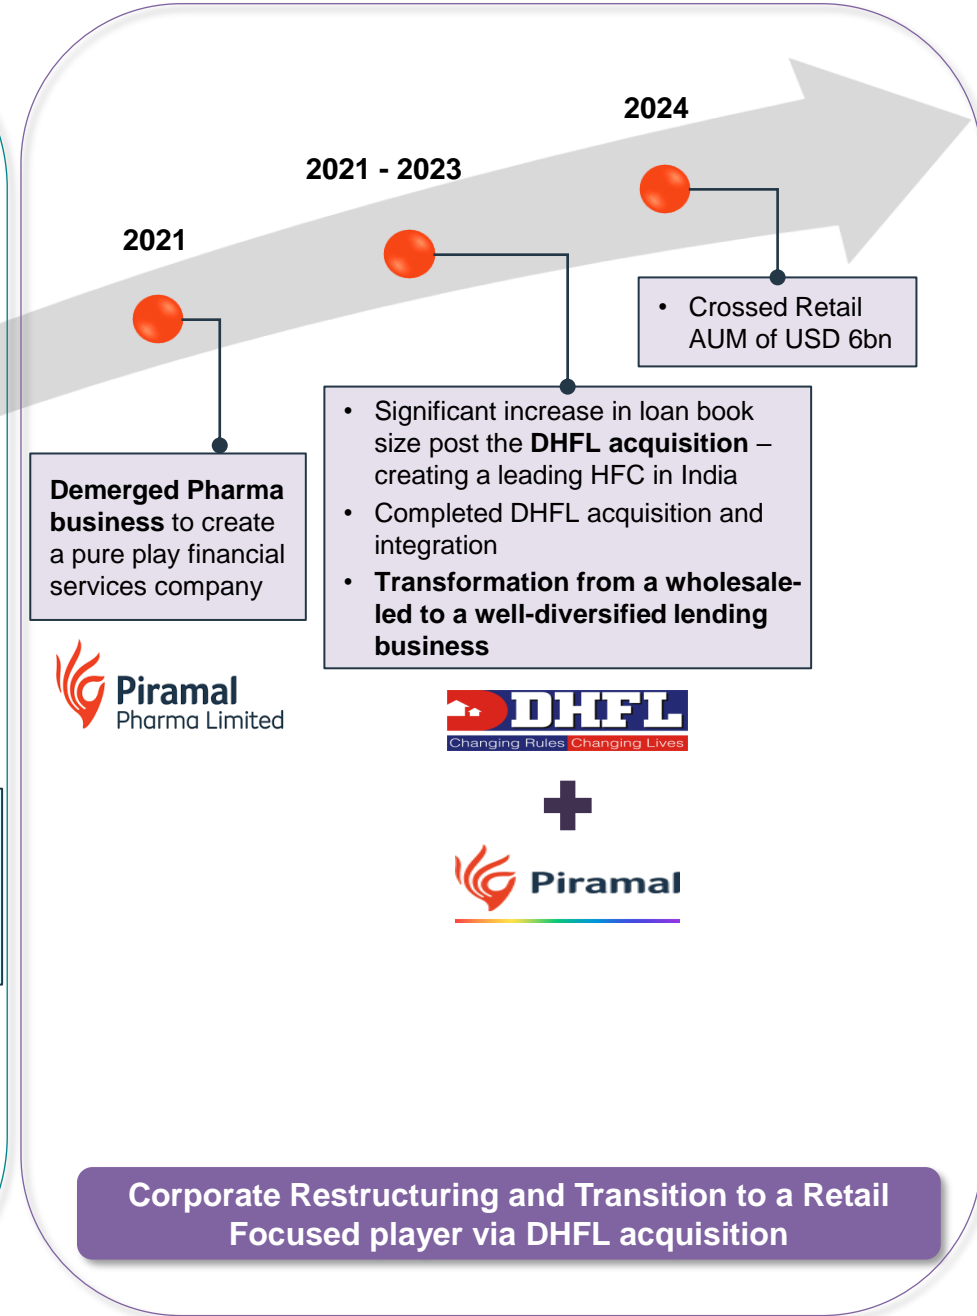 2024
2021 - 2023
2021
• Crossed Retail
AUM of USD 6bn
• Significant increase in loan book
size post the DHFL acquisition –
creating a leading HFC in India
• Completed DHFL acquisition and
integration
• Transformation from a wholesale-
led to a well-diversified lending
business
Demerged Pharma
business to create
a pure play financial
services company
Piramal
Pharma Limited
DHFL
Changing Rules Changing Lives
Piramal
Corporate Restructuring and Transition to a Retail
Focused player via DHFL acquisition